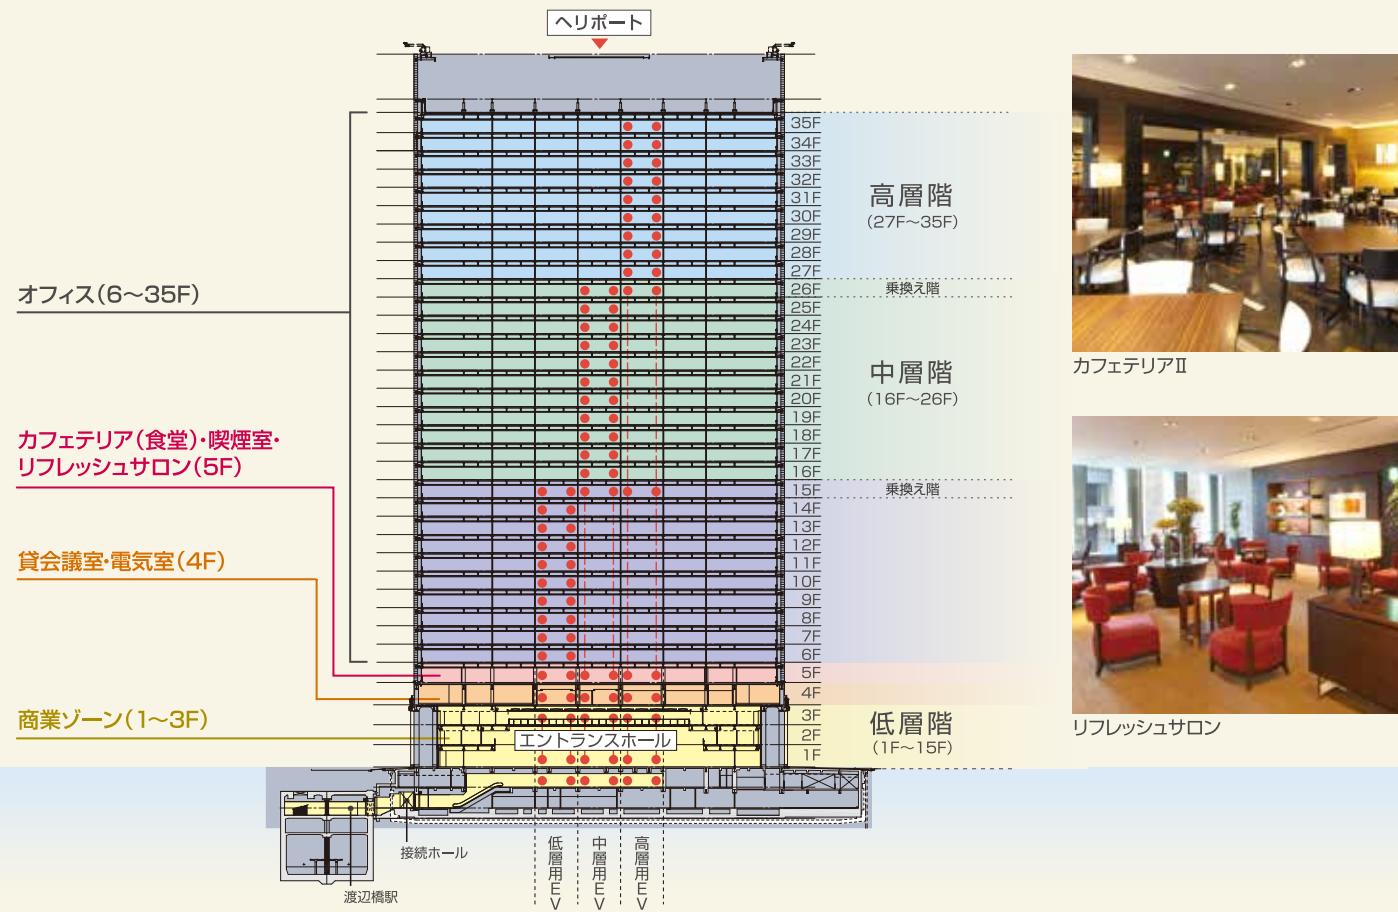 ヘリポート
35F
34F
33F
32F
31F
30F
29F
28F
27F
26F
25F
24F
23F
22F
21F
20F
19F
18F
17F
16F
15F
14F
13F
12F
11F
10F
9F
8F
7F
6F
5F
4F
3F
2F
1F
高層階
(27F〜35F)
乗換え階
中層階
(16F〜26F)
乗換え階
低層階
(1F〜15F)
オフィス(6〜35F)
カフェテリア(食堂)・喫煙室・
リフレッシュサロン(5F)
貸会議室・電気室(4F)
商業ゾーン(1〜3F)
エントランスホール
接続ホール
渡辺橋駅
低層用EV
中層用EV
高層用EV
カフェテリアⅡ
リフレッシュサロン